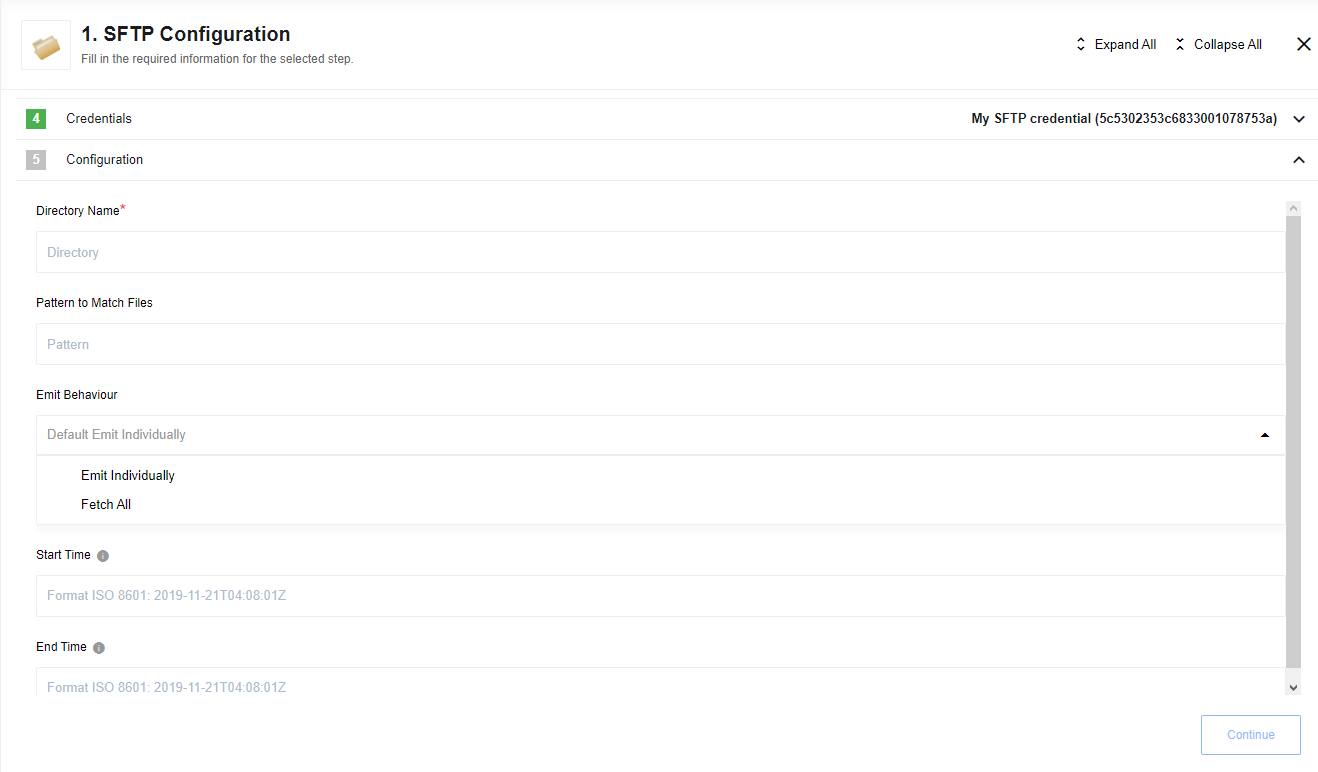 1. SFTP Configuration
Fill in the required information for the selected step.
Expand All
Collapse All
4 Credentials My SFTP credential (5c5302353c6833001078753a)
5 Configuration
Directory Name*
Directory
Pattern to Match Files
Pattern
Emit Behaviour
Default Emit Individually
Emit Individually
Fetch All
Start Time
Format ISO 8601: 2019-11-21T04:08:01Z
End Time
Format ISO 8601: 2019-11-21T04:08:01Z
Continue